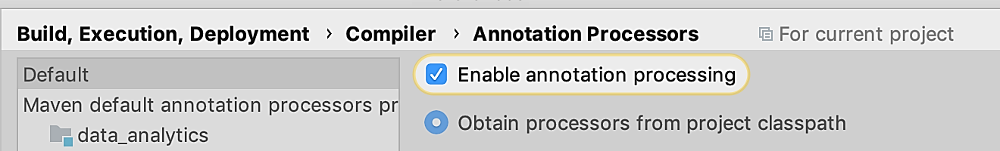 Build, Execution, Deployment › Compiler › Annotation Processors For current project
Default
Enable annotation processing
Maven default annotation processors pr
Obtain processors from project classpath
data_analytics